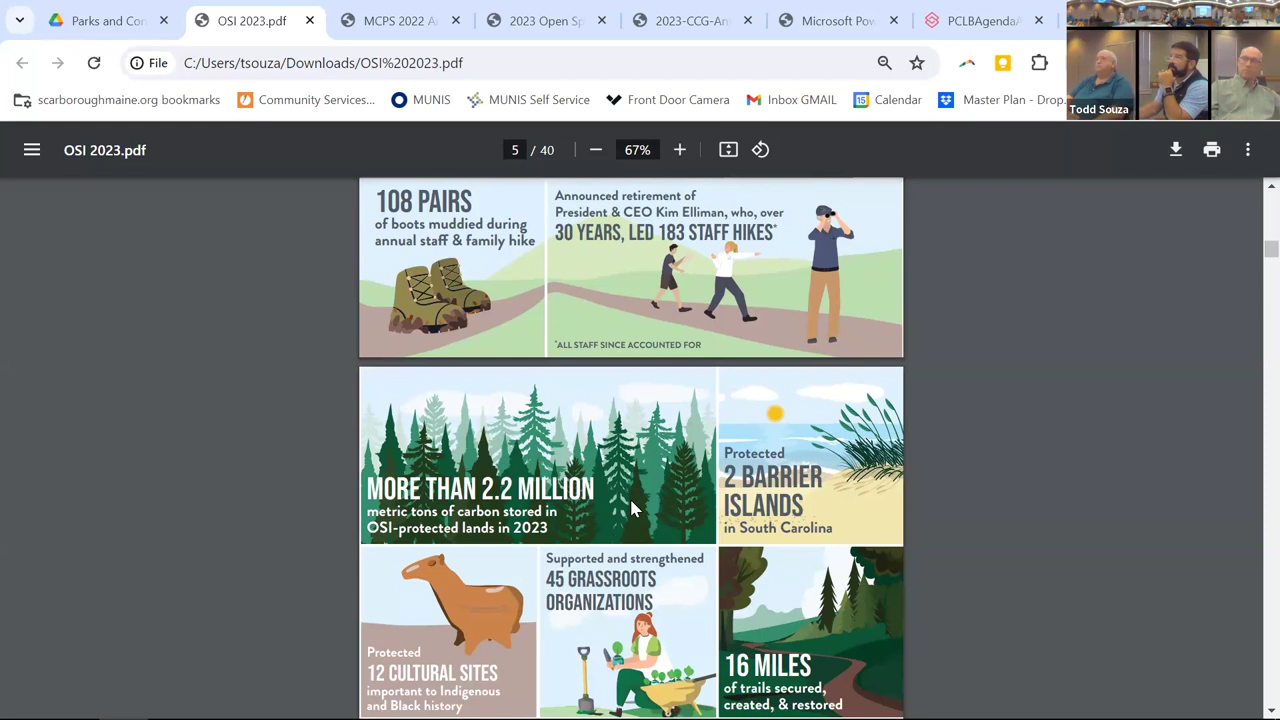 Parks and Con
OSI 2023.pdf
MCPS 2022 A
2023 Open Sp
2023-CCG-An
Microsoft Pow
PCLBAgenda
File
C:/Users/tsouza/Downloads/OSI%202023.pdf
scarboroughmaine.org bookmarks
Community Services...
MUNIS
MUNIS Self Service
Front Door Camera
Inbox GMAIL
15
Calendar
Master Plan - Drop.
Todd Souza
OSI 2023.pdf
5 / 40
67%
108 PAIRS
of boots muddied during
annual staff & family hike
Announced retirement of
President & CEO Kim Elliman, who, over
30 YEARS, LED 183 STAFF HIKES*
*ALL STAFF SINCE ACCOUNTED FOR
MORE THAN 2.2 MILLION
metric tons of carbon stored in
OSI-protected lands in 2023
Protected
2 BARRIER
ISLANDS
in South Carolina
Protected
12 CULTURAL SITES
important to Indigenous
and Black history
Supported and strengthened
45 GRASSROOTS
ORGANIZATIONS
16 MILES
of trails secured,
created, & restored